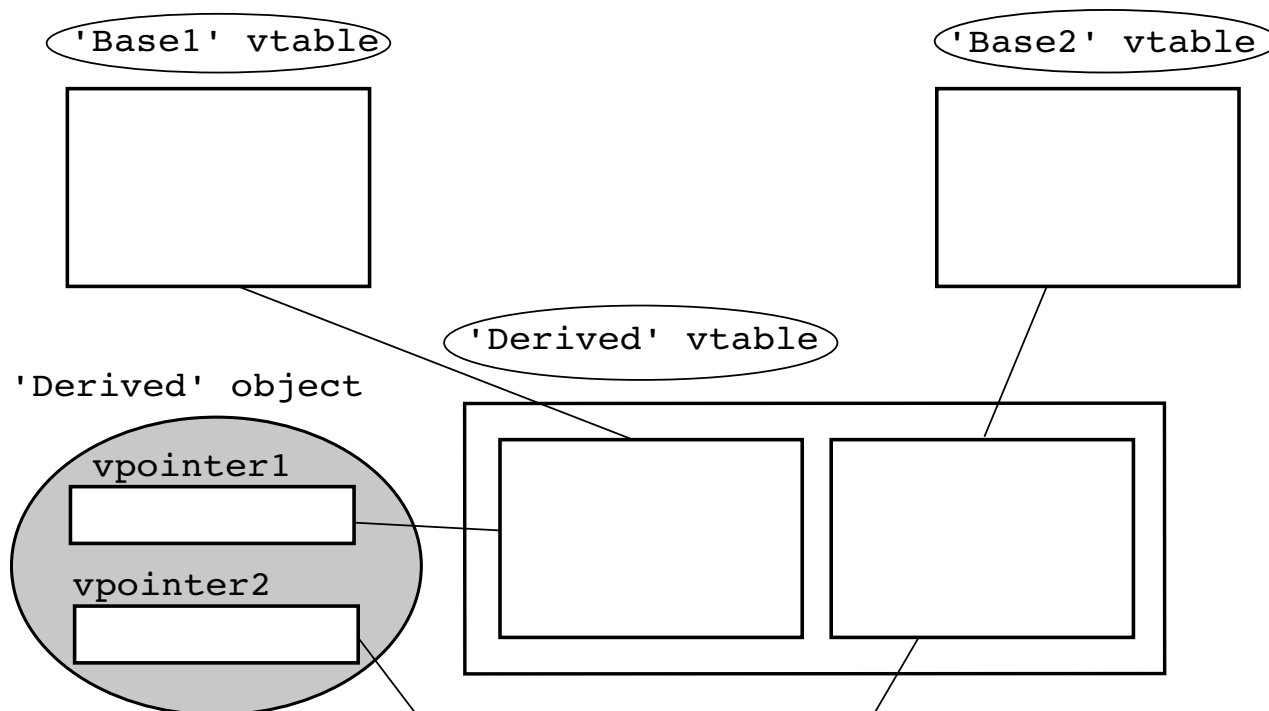 'Base1' vtable
'Base2' vtable
'Derived' vtable
'Derived' object
vpointer1
vpointer2